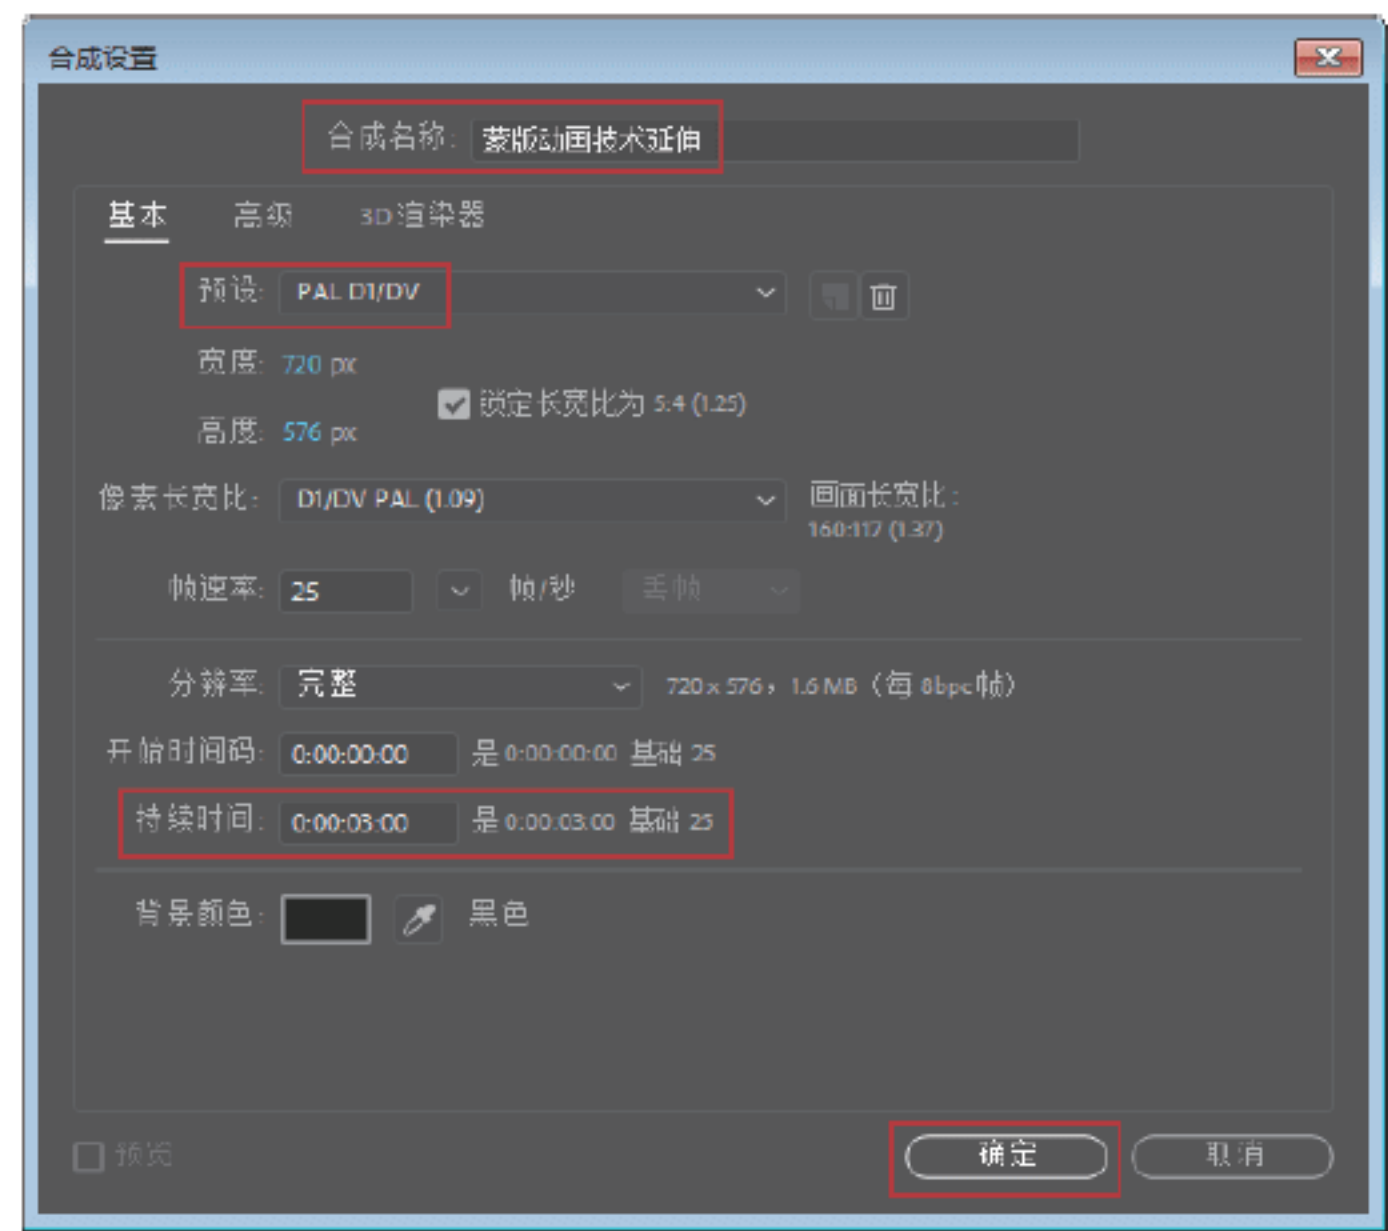 合成设置
合成名称: 蒙版动画技术延伸
基本 高级 3D渲染器
预设: PAL D1/DV
宽度: 720 px
锁定长宽比为 5:4 (1.25)
高度: 576 px
像素长宽比: D1/DV PAL (1.09) 画面长宽比:
160:117 (1.37)
帧速率: 25 帧/秒 丢帧
分辨率: 完整 720 x 576, 1.6 MB (每 8bpc帧)
开始时间码: 0:00:00:00 是 0:00:00:00 基础 25
持续时间: 0:00:03:00 是 0:00:03:00 基础 25
背景颜色: 黑色
预览 确定 取消